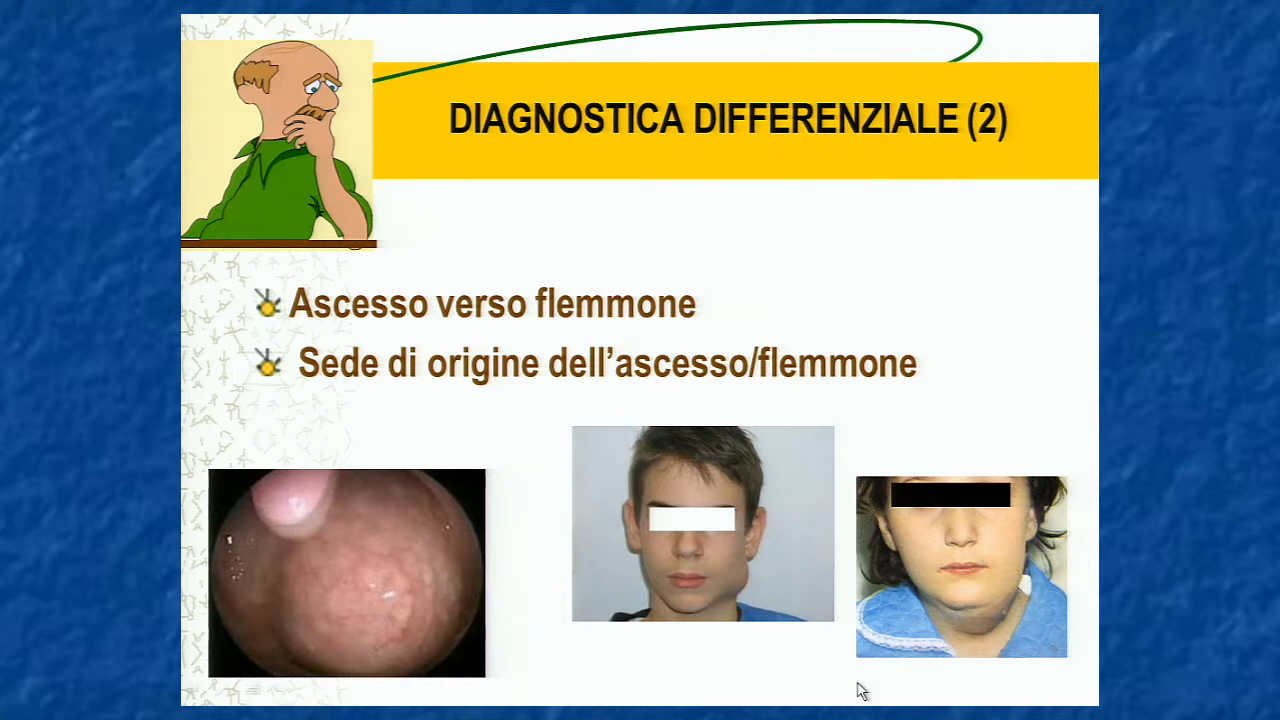 DIAGNOSTICA DIFFERENZIALE (2)
Ascesso verso flemmone
Sede di origine dell’ascesso/flemmone